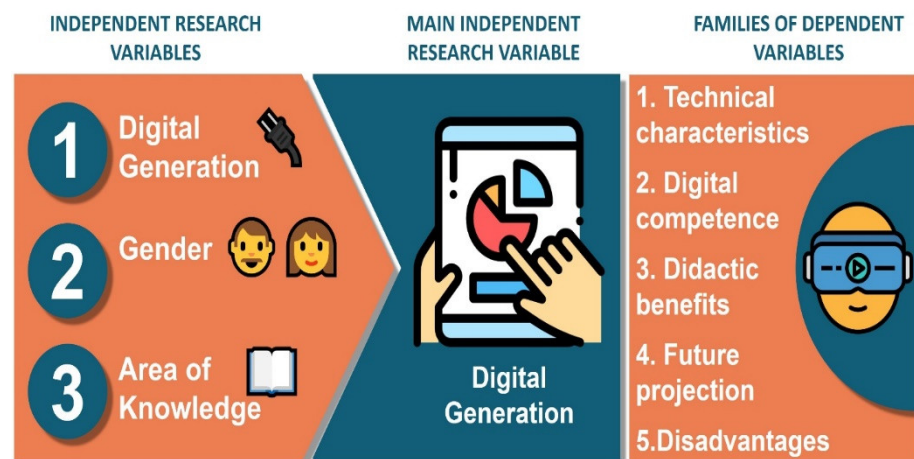 INDEPENDENT RESEARCH
VARIABLES
1
Digital
Generation
2
Gender
3
Area of
Knowledge
MAIN INDEPENDENT
RESEARCH VARIABLE
Digital
Generation
FAMILIES OF DEPENDENT
VARIABLES
1. Technical
characteristics
2. Digital
competence
3. Didactic
benefits
4. Future
projection
5.Disadvantages